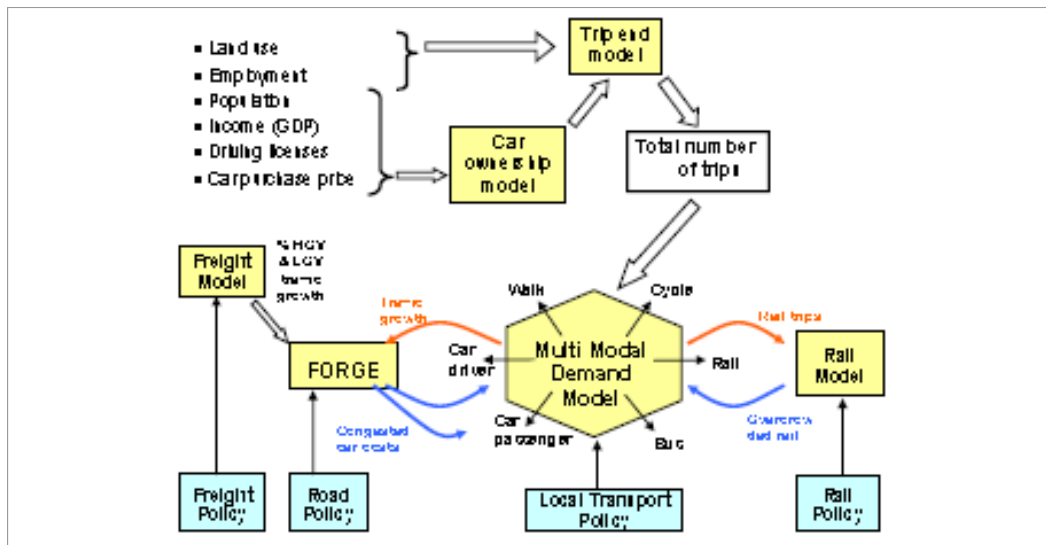 Land use
Employment
Population
Income (GDP)
Driving licenses
Car purchase price
Trip end
model
Car
ownership
model
Total number
of trips
Freight
Model
% HGV
& LGV
traffic
growth
Traffic
growth
Walk
Cycle
Rail trips
FORGE
Car
driver
Multi Modal
Demand
Model
Rail
Rail
Model
Congested
car costs
Car
passenger
Bus
Overcrow
ded rail
Freight
Policy
Road
Policy
Local Transport
Policy
Rail
Policy